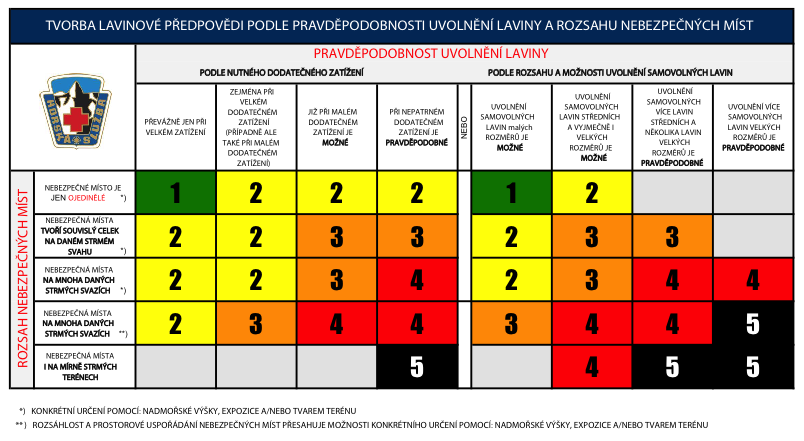 TVORBA LAVINOVÉ PŘEDPOVĚDI PODLE PRAVDĚPODOBNOSTI UVOLNĚNÍ LAVINY A ROZSAHU NEBEZPEČNÝCH MÍST
PRAVDĚPODOBNOST UVOLNĚNÍ LAVINY
PODLE NUTNÉHO DODATEČNÉHO ZATÍŽENÍ
PODLE ROZSAHU A MOŽNOSTI UVOLNĚNÍ SAMOVOLNÝCH LAVIN
HORSKÁ SLUŽBA
PŘEVÁŽNĚ JEN PŘI
VELKÉM ZATÍŽENÍ
ZEJMÉNA PŘI
VELKÉM
DODATEČNÉM
ZATÍŽENÍ
(PŘÍPADNĚ ALE
TAKÉ PŘI MALÉM
DODATEČNÉM
ZATÍŽENÍ)
JIŽ PŘI MALÉM
DODATEČNÉM
ZATÍŽENÍ JE
MOŽNÉ
PŘI NEPATRNÉM
DODATEČNÉM
ZATÍŽENÍ JE
PRAVDĚPODOBNÉ
NEBO
UVOLNĚNÍ
SAMOVOLNÝCH
LAVIN malých
ROZMĚRŮ JE
MOŽNÉ
UVOLNĚNÍ
SAMOVOLNÝCH
LAVIN STŘEDNÍCH
A VYJMEČNĚ I
VELKÝCH
ROZMĚRŮ JE
MOŽNÉ
UVOLNĚNÍ
SAMOVOLNÝCH
VÍCE LAVIN
STŘEDNÍCH A
NĚKOLIKA LAVIN
VELKÝCH
ROZMĚRŮ JE
PRAVDĚPODOBNÉ
UVOLNĚNÍ VÍCE
SAMOVOLNÝCH
LAVIN VELKÝCH
ROZMĚRŮ JE
PRAVDĚPODOBNÉ
ROZSAH NEBEZPEČNÝCH MÍST
NEBEZPEČNÉ MÍSTO JE
JEN OJEDINĚLÉ *)
1 2 2 2 1 2
NEBEZPEČNÁ MÍSTA
TVOŘÍ SOUVISLÝ CELEK
NA DANÉM STRMÉM
SVAHU *)
2 2 3 3 2 3 3
NEBEZPEČNÁ MÍSTA
NA MNOHA DANÝCH
STRMÝCH SVAZÍCH *)
2 2 3 4 2 3 4 4
NEBEZPEČNÁ MÍSTA
NA MNOHA DANÝCH
STRMÝCH SVAZÍCH **)
2 3 4 4 3 4 4 5
NEBEZPEČNÁ MÍSTA
I NA MÍRNĚ STRMÝCH
TERÉNECH
5 4 5 5
*) KONKRÉTNÍ URČENÍ POMOCÍ: NADMOŘSKÉ VÝŠKY, EXPOZICE A/NEBO TVAREM TERÉNU
**) ROZSÁHLOST A PROSTOROVÉ USPOŘÁDÁNÍ NEBEZPEČNÝCH MÍST PŘESAHUJE MOŽNOSTI KONKRÉTNÍHO URČENÍ POMOCÍ: NADMOŘSKÉ VÝŠKY, EXPOZICE A/NEBO TVAREM TERÉNU